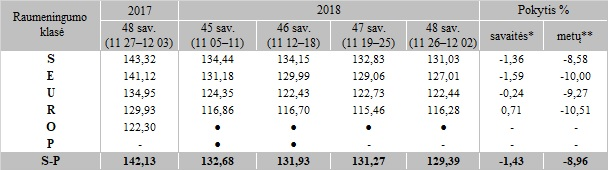 Raumeningumo klasė 2017 2018 Pokytis %
48 sav. (11 27–12 03) 45 sav. (11 05–11) 46 sav. (11 12–18) 47 sav. (11 19–25) 48 sav. (11 26–12 02) savaitės* metų**
S 143,32 134,44 134,15 132,83 131,03 -1,36 -8,58
E 141,12 131,18 129,99 129,06 127,01 -1,59 -10,00
U 134,95 124,35 122,43 122,73 122,44 -0,24 -9,27
R 129,93 116,86 116,70 115,46 116,28 0,71 -10,51
O 122,30 ● ● ● ● - -
P - ● ● - - - -
S-P 142,13 132,68 131,93 131,27 129,39 -1,43 -8,96